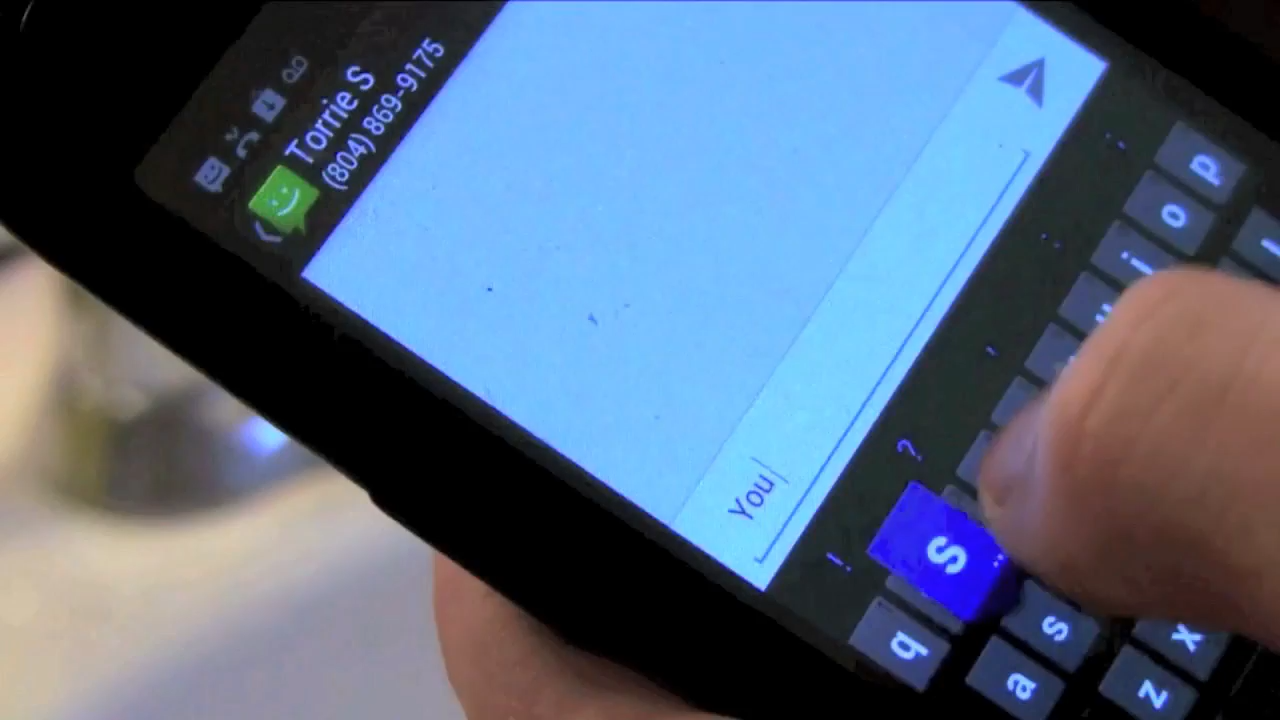 Torrie S
(804) 869-9175
You
! ? , : ;
S
q i o p
a s
z x